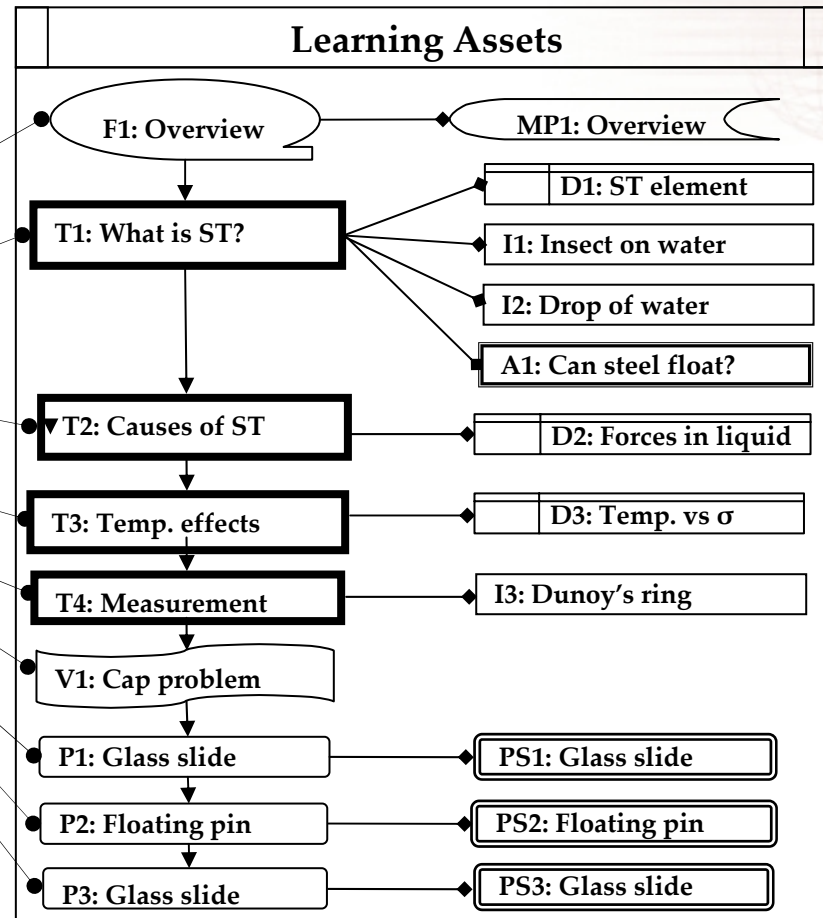 Learning Assets
F1: Overview
MP1: Overview
D1: ST element
T1: What is ST?
I1: Insect on water
I2: Drop of water
A1: Can steel float?
T2: Causes of ST
D2: Forces in liquid
T3: Temp. effects
D3: Temp. vs σ
T4: Measurement
I3: Dunoy’s ring
V1: Cap problem
P1: Glass slide
PS1: Glass slide
P2: Floating pin
PS2: Floating pin
P3: Glass slide
PS3: Glass slide